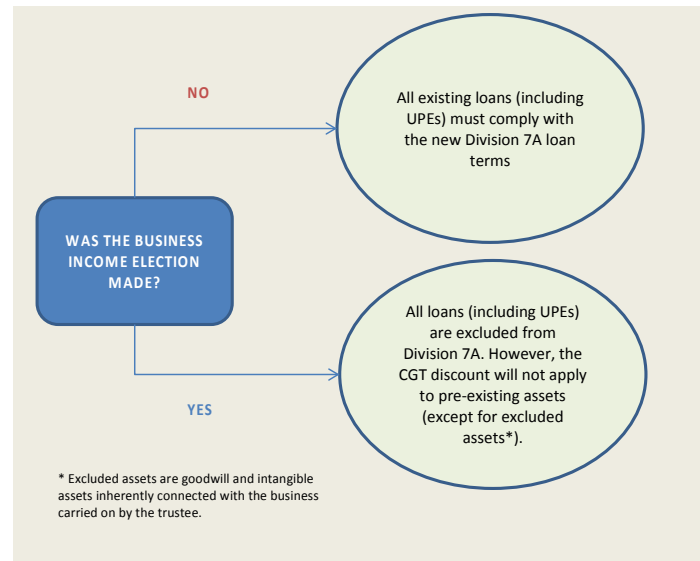 NO
All existing loans (including
UPEs) must comply with
the new Division 7A loan
terms
WAS THE BUSINESS
INCOME ELECTION
MADE?
All loans (including UPEs)
are excluded from
Division 7A. However, the
CGT discount will not apply
to pre-existing assets
(except for excluded
assets*).
YES
* Excluded assets are goodwill and intangible
assets inherently connected with the business
carried on by the trustee.